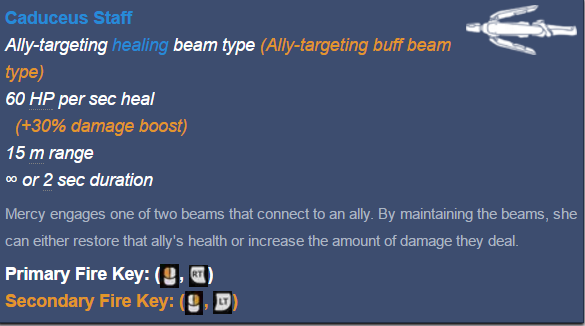 Caduceus Staff
Ally-targeting healing beam type (Ally-targeting buff beam
type)
60 HP per sec heal
(+30% damage boost)
15 m range
∞ or 2 sec duration
Mercy engages one of two beams that connect to an ally. By maintaining the beams, she
can either restore that ally's health or increase the amount of damage they deal.
Primary Fire Key: (, RT)
Secondary Fire Key: (, LT)